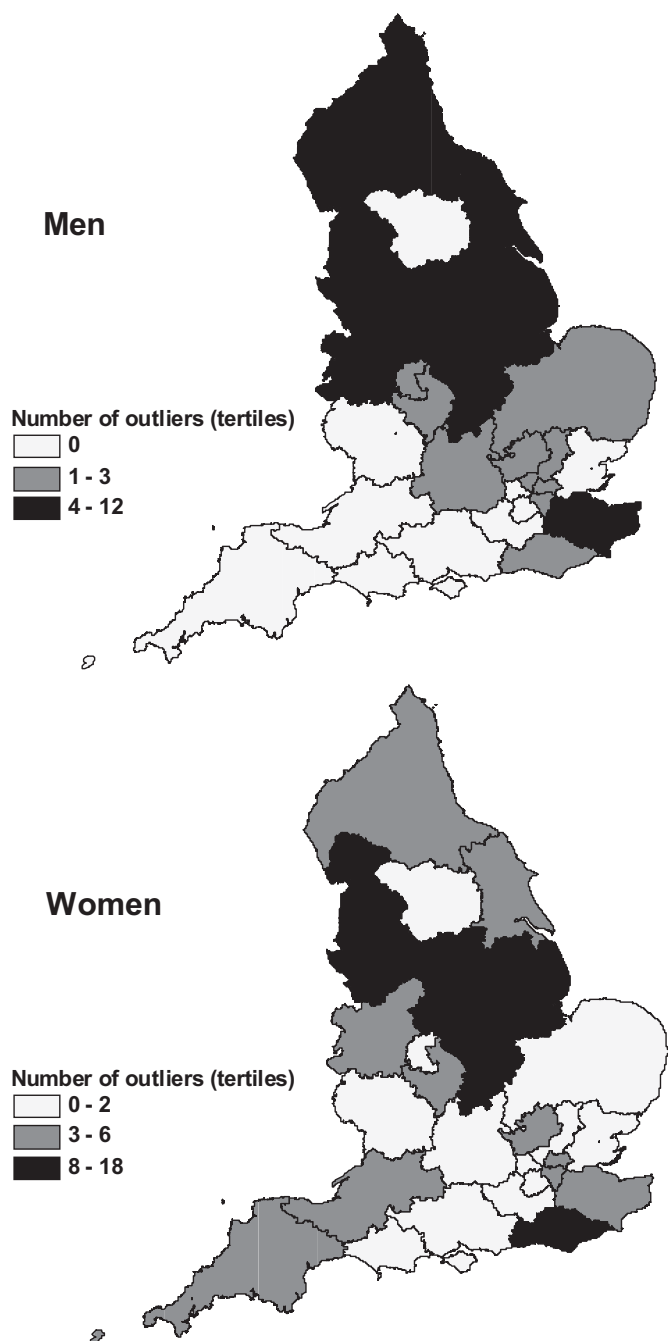 Men
Number of outliers (tertiles)
0
1 - 3
4 - 12
Women
Number of outliers (tertiles)
0 - 2
3 - 6
8 - 18